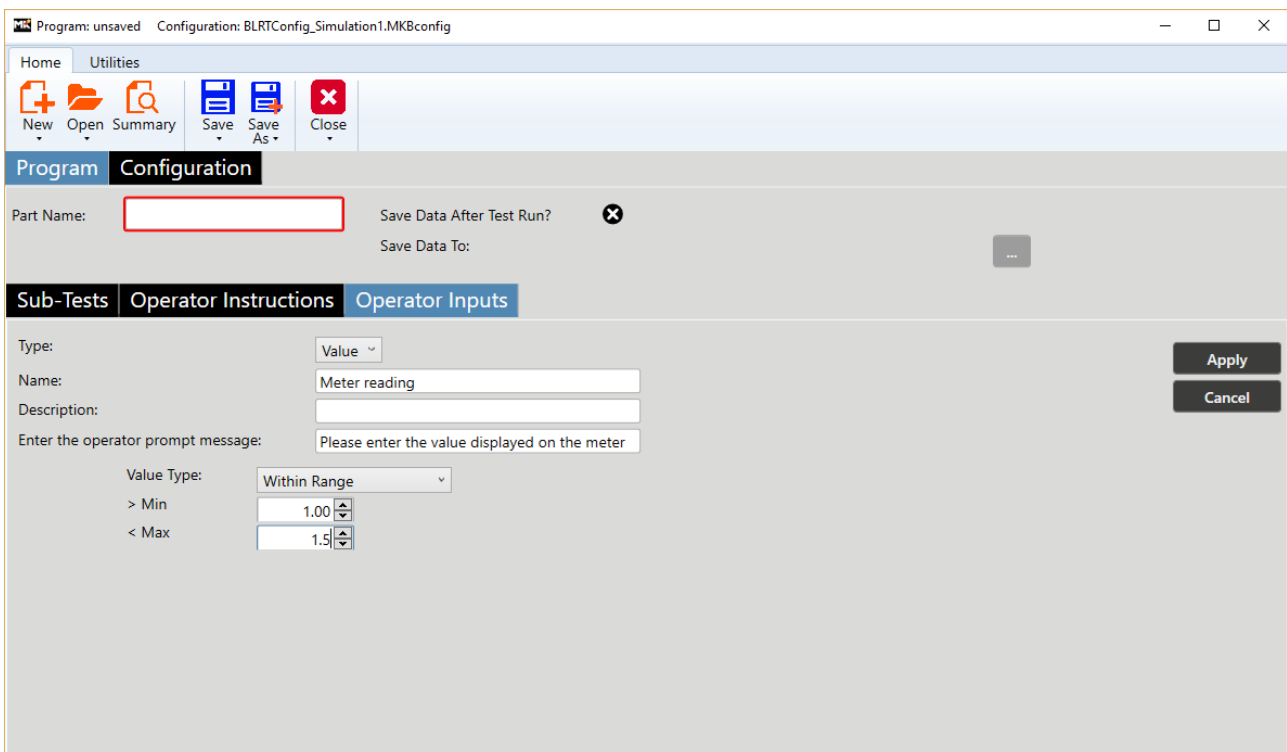 MK Program: unsaved Configuration: BLRTConfig_Simulation1.MKBconfig
Home Utilities
New Open Summary Save Save As Close
Program Configuration
Part Name: Save Data After Test Run?
Save Data To: ...
Sub-Tests Operator Instructions Operator Inputs
Type: Value Apply
Name: Meter reading Cancel
Description:
Enter the operator prompt message: Please enter the value displayed on the meter
Value Type: Within Range
> Min 1.00
< Max 1.5